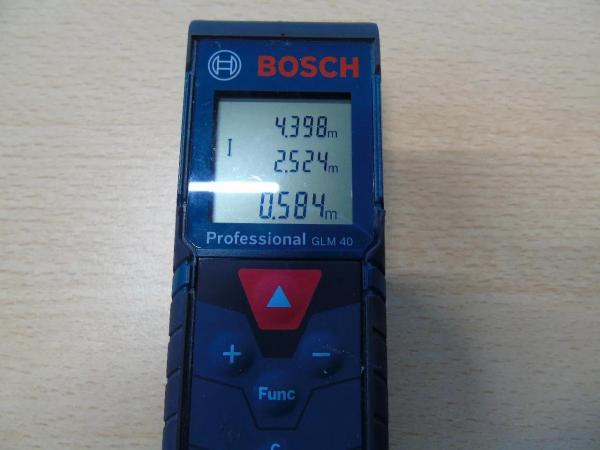 BOSCH
4.398m
2.524m
0.584m
Professional GLM 40
+ −
Func